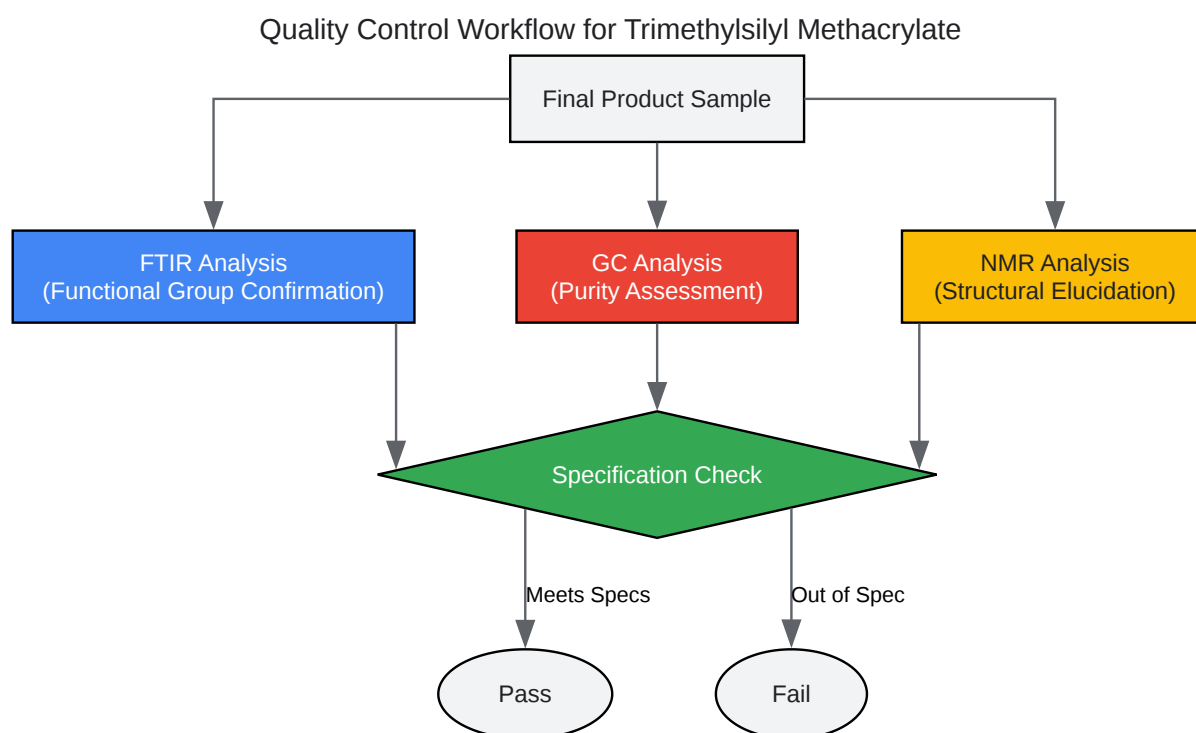 Quality Control Workflow for Trimethylsilyl Methacrylate
Final Product Sample
FTIR Analysis
(Functional Group Confirmation)
GC Analysis
(Purity Assessment)
NMR Analysis
(Structural Elucidation)
Specification Check
Meets Specs
Out of Spec
Pass
Fail